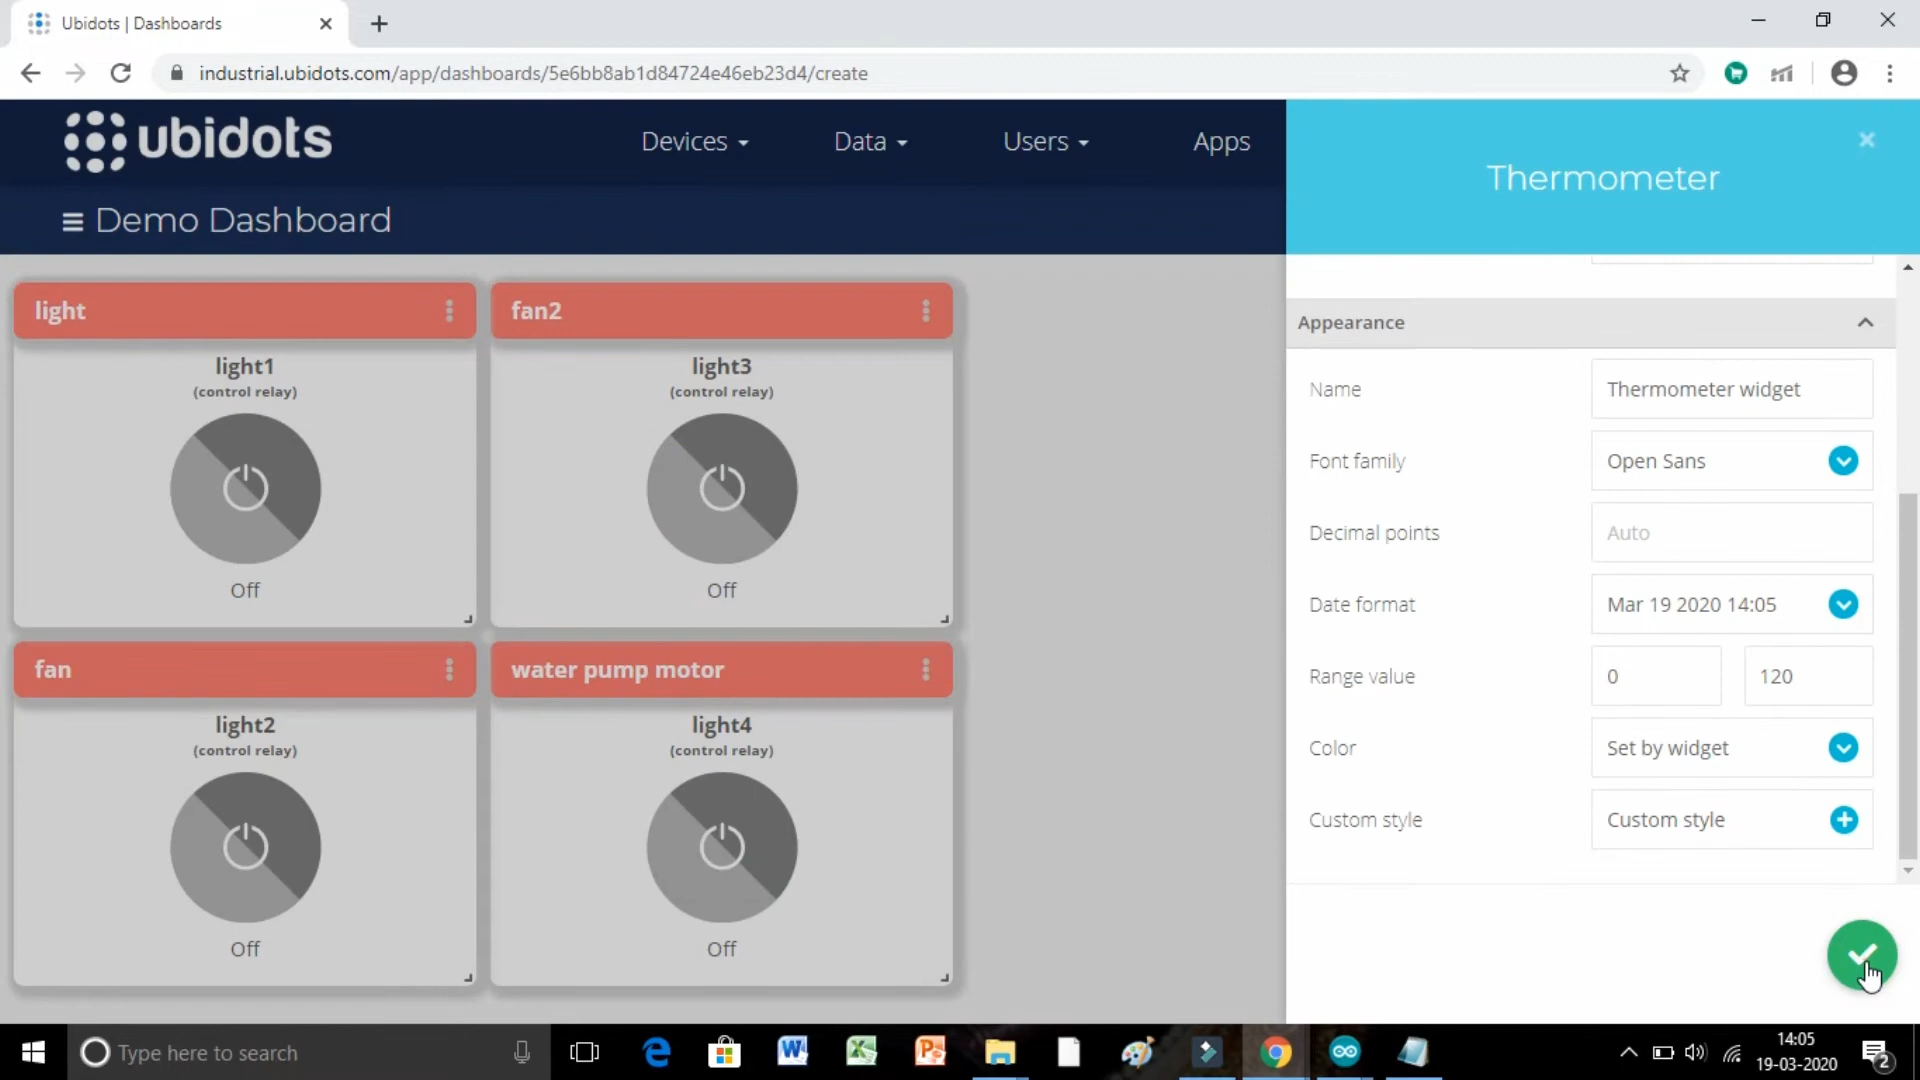 Ubidots | Dashboards
industrial.ubidots.com/app/dashboards/5e6bb8ab1d84724e46eb23d4/create
ubidots
Devices
Data
Users
Apps
Thermometer
Demo Dashboard
light
light1
(control relay)
Off
fan2
light3
(control relay)
Off
fan
light2
(control relay)
Off
water pump motor
light4
(control relay)
Off
Appearance
Name
Thermometer widget
Font family
Open Sans
Decimal points
Auto
Date format
Mar 19 2020 14:05
Range value
0
120
Color
Set by widget
Custom style
Custom style
Type here to search
14:05
19-03-2020
2